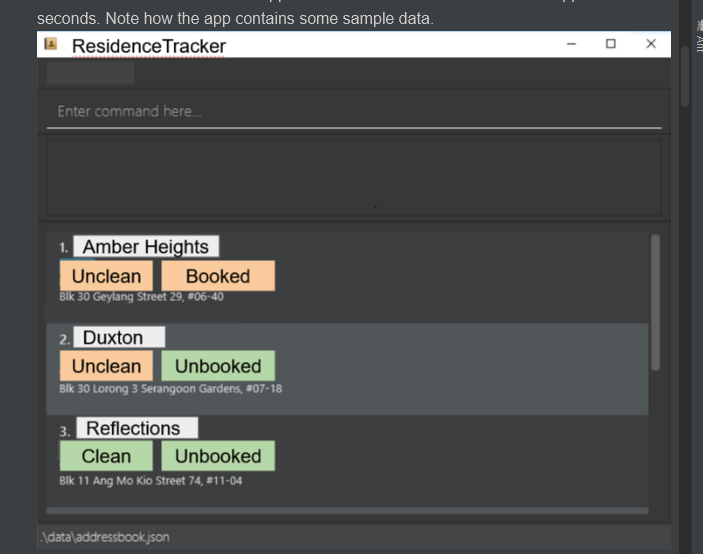 seconds. Note how the app contains some sample data.
ResidenceTracker
Enter command here...
1. Amber Heights
Unclean Booked
Blk 30 Geylang Street 29, #06-40
2. Duxton
Unclean Unbooked
Blk 30 Lorong 3 Serangoon Gardens, #07-18
3. Reflections
Clean Unbooked
Blk 11 Ang Mo Kio Street 74, #11-04
.\data\addressbook.json